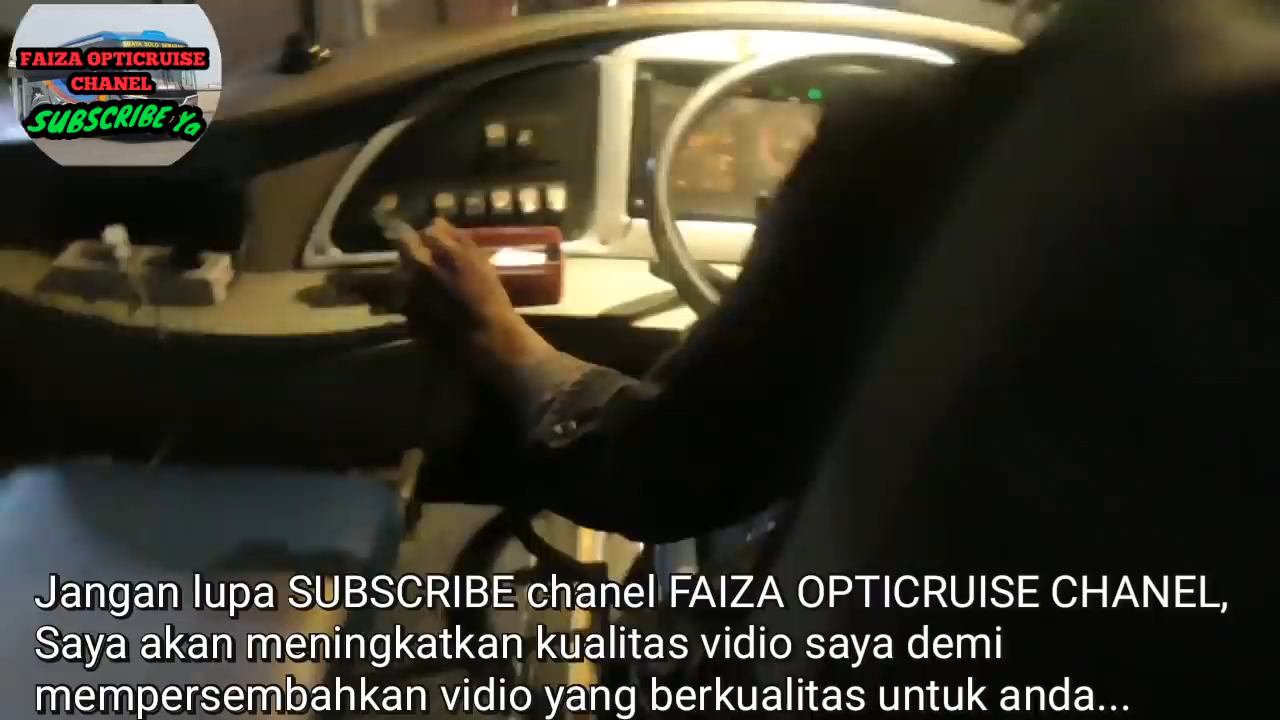 FAIZA OPTICRUISE
CHANEL
SUBSCRIBE Ya
Jangan lupa SUBSCRIBE chanel FAIZA OPTICRUISE CHANEL,
Saya akan meningkatkan kualitas vidio saya demi
mempersembahkan vidio yang berkualitas untuk anda...